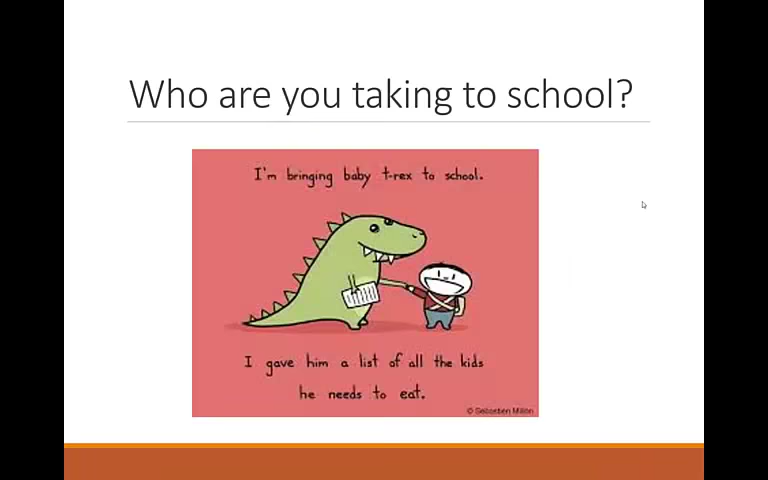 Who are you taking to school?
I'm bringing baby t-rex to school.
I gave him a list of all the kids
he needs to eat.
© Sebastien Millon